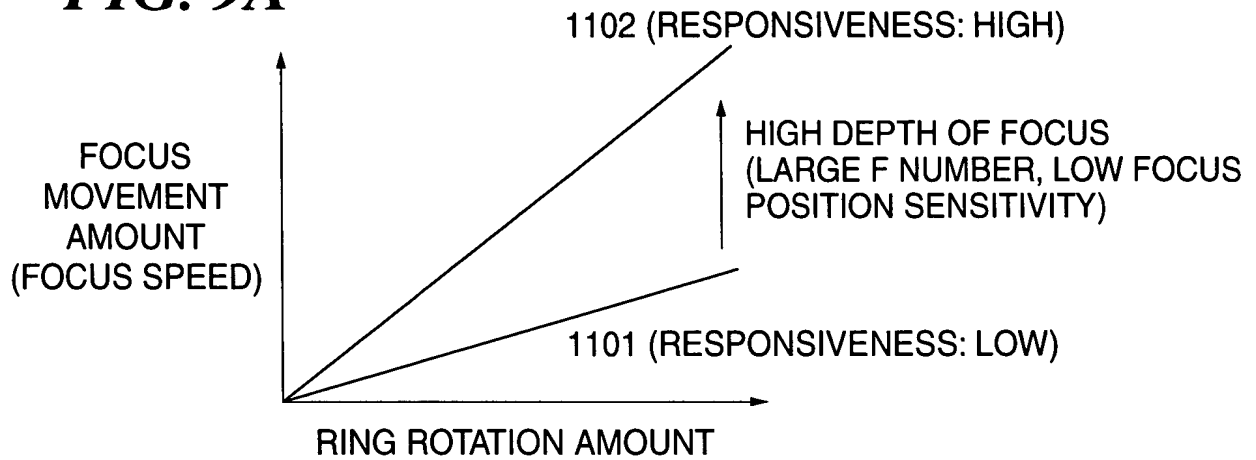 FIG. 9A
1102 (RESPONSIVENESS: HIGH)
FOCUS
MOVEMENT
AMOUNT
(FOCUS SPEED)
HIGH DEPTH OF FOCUS
(LARGE F NUMBER, LOW FOCUS
POSITION SENSITIVITY)
1101 (RESPONSIVENESS: LOW)
RING ROTATION AMOUNT